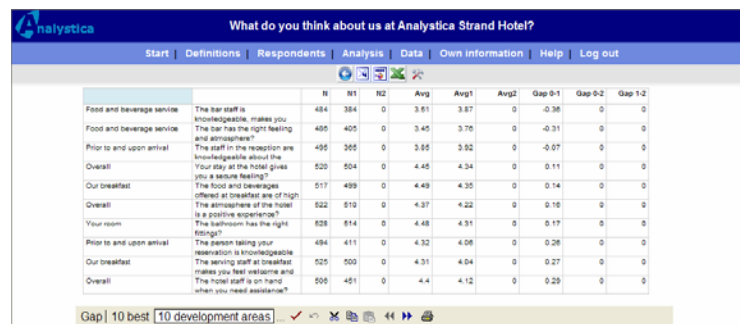 Analystica
What do you think about us at Analystica Strand Hotel?
Start | Definitions | Respondents | Analysis | Data | Own information | Help | Log out
N N1 N2 Avg Avg1 Avg2 Gap 0-1 Gap 0-2 Gap 1-2
Food and beverage service The bar staff is 484 384 0 3.51 3.87 0 -0.36 0 0
knowledgeable, makes you
Food and beverage service The bar has the right feeling 486 405 0 3.45 3.76 0 -0.31 0 0
and atmosphere?
Prior to and upon arrival The staff in the reception are 495 365 0 3.85 3.92 0 -0.07 0 0
knowledgeable about the
Overall Your stay at the hotel gives 520 504 0 4.45 4.34 0 0.11 0 0
you a secure feeling?
Our breakfast The food and beverages 517 499 0 4.49 4.35 0 0.14 0 0
offered at breakfast are of high
Overall The atmosphere of the hotel 522 510 0 4.37 4.22 0 0.16 0 0
is a positive experience?
Your room The bathroom has the right 528 514 0 4.48 4.31 0 0.17 0 0
fittings?
Prior to and upon arrival The person taking your 494 411 0 4.32 4.06 0 0.26 0 0
reservation is knowledgeable
Our breakfast The serving staff at breakfast 525 500 0 4.31 4.04 0 0.27 0 0
makes you feel welcome and
Overall The hotel staff is on hand 506 451 0 4.4 4.12 0 0.29 0 0
when you need assistance?
Gap | 10 best 10 development areas ...